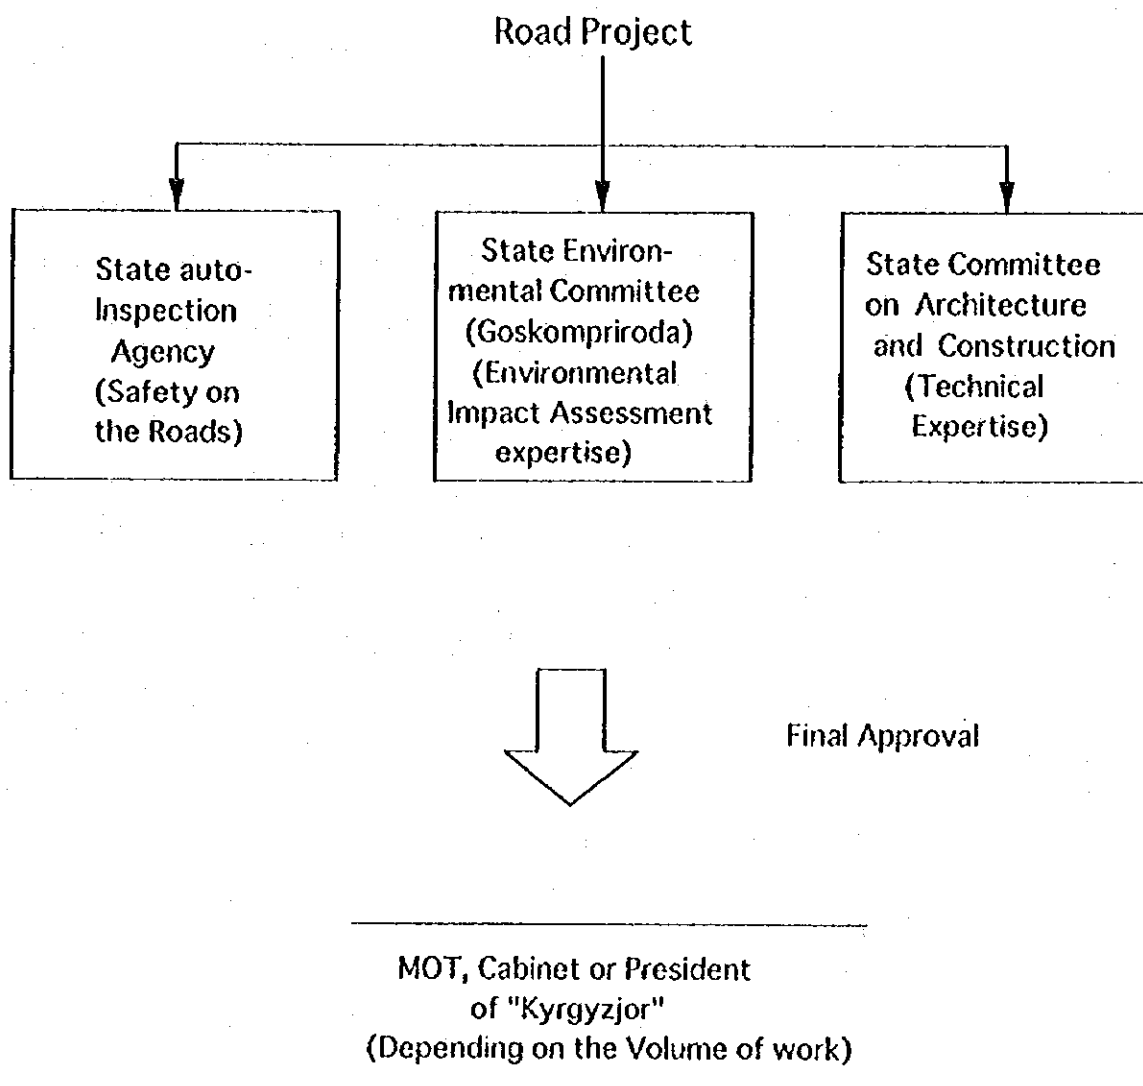 Road Project
State auto-
Inspection
Agency
(Safety on
the Roads)
State Environ-
mental Committee
(Goskompriroda)
(Environmental
Impact Assessment
expertise)
State Committee
on Architecture
and Construction
(Technical
Expertise)
Final Approval
MOT, Cabinet or President
of "Kyrgyzjor"
(Depending on the Volume of work)